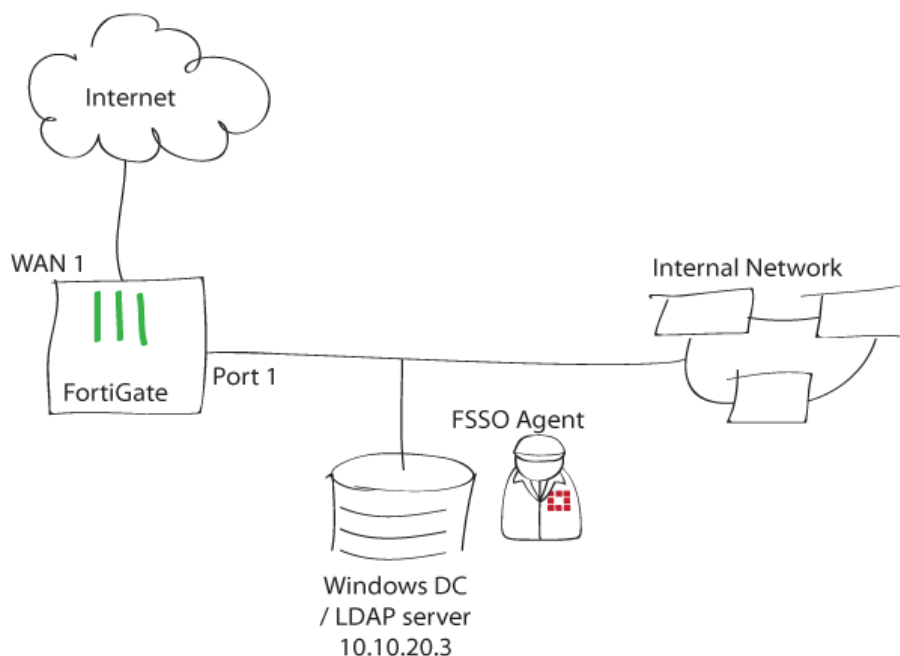 Internet
WAN 1
Internal Network
FortiGate
Port 1
FSSO Agent
Windows DC
/ LDAP server
10.10.20.3